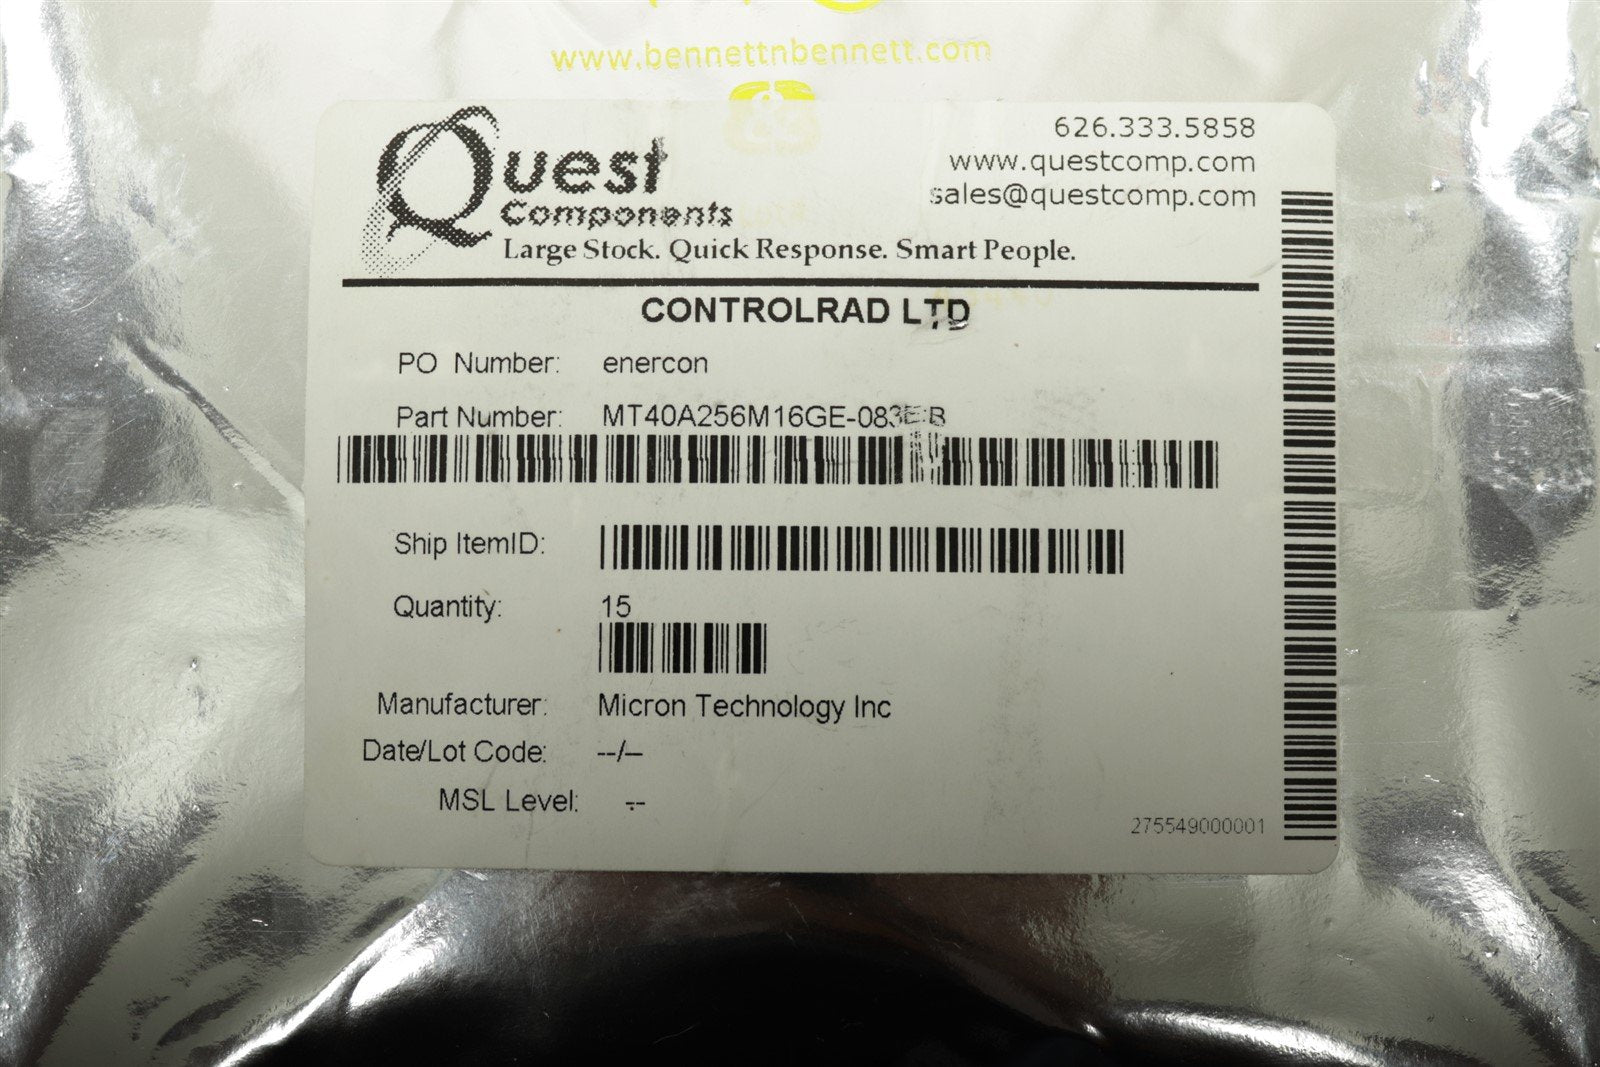 www.bennettnbennett.com
Quest
Components
Large Stock. Quick Response. Smart People.
626.333.5858
www.questcomp.com
sales@questcomp.com
CONTROLRAD LTD
PO Number: enercon
Part Number: MT40A256M16GE-083E:B
Ship ItemID:
Quantity: 15
Manufacturer: Micron Technology Inc
Date/Lot Code: --/--
MSL Level: --
275549000001